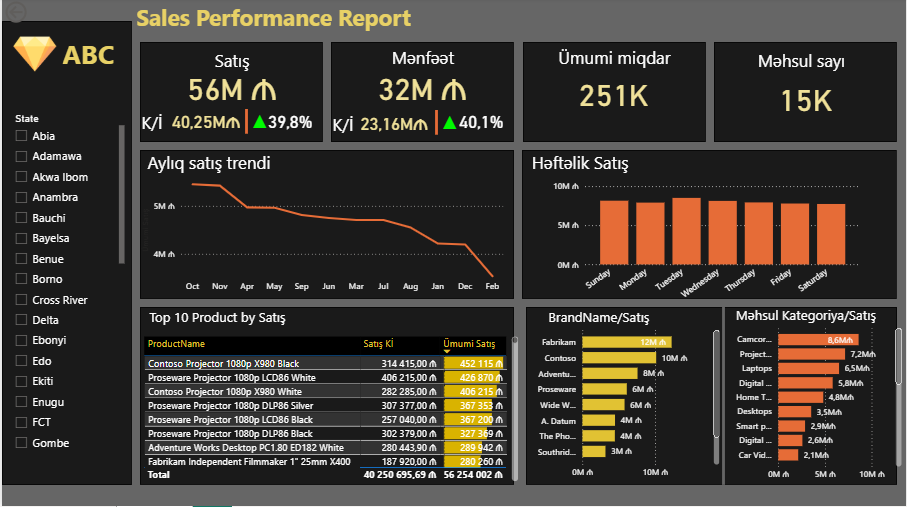 Sales Performance Report
ABC
State
Abia
Adamawa
Akwa Ibom
Anambra
Bauchi
Bayelsa
Benue
Borno
Cross River
Delta
Ebonyi
Edo
Ekiti
Enugu
FCT
Gombe
Satış
56M ₼
K/İ 40,25M₼ 39,8%
Mənfəət
32M ₼
K/İ 23,16M₼ 40,1%
Ümumi miqdar
251K
Məhsul sayı
15K
Aylıq satış trendi
5M ₼
4M ₼
Oct Nov Apr May Sep Jun Mar Jul Aug Jan Dec Feb
Həftəlik Satış
10M ₼
5M ₼
0M ₼
Sunday Monday Tuesday Wednesday Thursday Friday Saturday
Top 10 Product by Satış
ProductName Satış Kİ Ümumi Satış
Contoso Projector 1080p X980 Black 314 415,00 ₼ 452 115 ₼
Proseware Projector 1080p LCD86 White 406 215,00 ₼ 426 870 ₼
Contoso Projector 1080p X980 White 282 285,00 ₼ 406 215 ₼
Proseware Projector 1080p DLP86 Silver 307 377,00 ₼ 367 353 ₼
Proseware Projector 1080p LCD86 Black 257 040,00 ₼ 367 200 ₼
Proseware Projector 1080p DLP86 Black 302 379,00 ₼ 327 369 ₼
Adventure Works Desktop PC1.80 ED182 White 280 443,90 ₼ 289 942 ₼
Fabrikam Independent Filmmaker 1" 25mm X400 187 920,00 ₼ 280 260 ₼
Total 40 250 695,69 ₼ 56 254 002 ₼
BrandName/Satış
Fabrikam 12M ₼
Contoso 10M ₼
Adventu... 8M ₼
Proseware 6M ₼
Wide W... 6M ₼
A. Datum 4M ₼
The Pho... 4M ₼
Southrid... 3M ₼
0M ₼ 10M ₼
Məhsul Kategoriya/Satış
Camcor... 8,6M₼
Project... 7,2M₼
Laptops 6,5M₼
Digital ... 5,8M₼
Home T... 4,8M₼
Desktops 3,5M₼
Smart p... 2,9M₼
Digital ... 2,6M₼
Car Vid... 2,1M₼
0M ₼ 5M ₼ 10M ₼